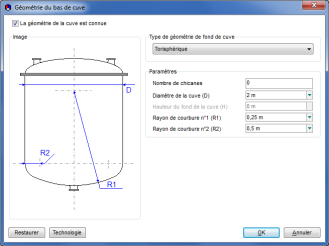 Géométrie du bas de cuve
La géométrie de la cuve est connue
Image
D
R2
R1
Type de géométrie de fond de cuve
Torisphérique
Paramètres
Nombre de chicanes 0
Diamètre de la cuve (D) 2 m
Hauteur du fond de la cuve (H) 0 m
Rayon de courbure n°1 (R1) 0,25 m
Rayon de courbure n°2 (R2) 0,5 m
Restaurer Technologie OK Annuler